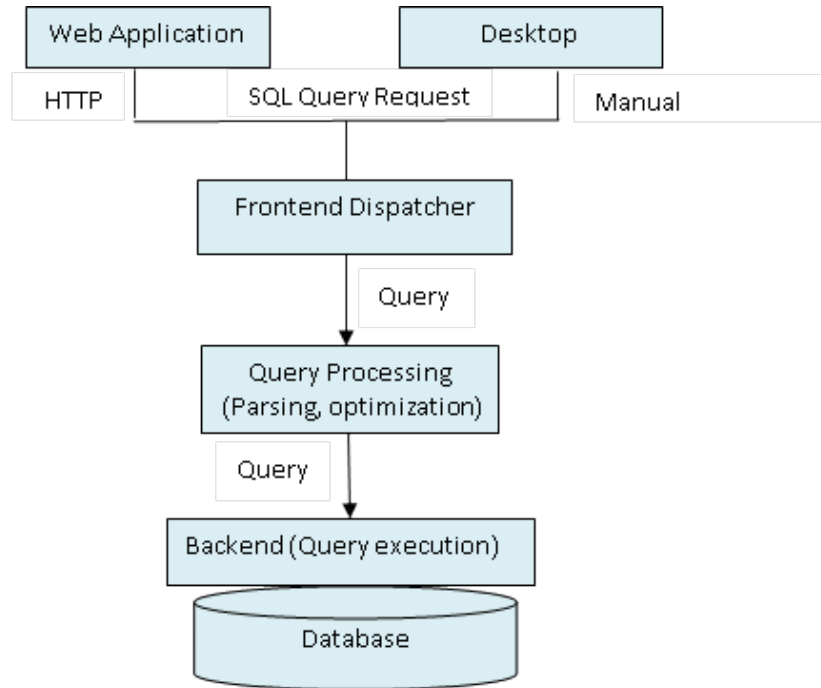 Web Application
Desktop
HTTP
SQL Query Request
Manual
Frontend Dispatcher
Query
Query Processing
(Parsing, optimization)
Query
Backend (Query execution)
Database